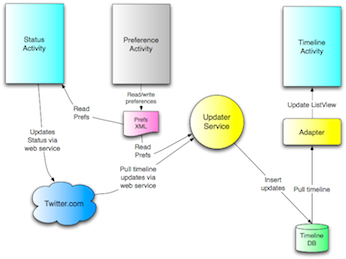 Status
Activity
Preference
Activity
Timeline
Activity
Read/write
preferences
Update ListView
Read
Prefs
Prefs
XML
Updater
Service
Adapter
Updates
Status via
web service
Read
Prefs
Pull timeline
updates via
web service
Insert
updates
Pull timeline
Twitter.com
Timeline
DB